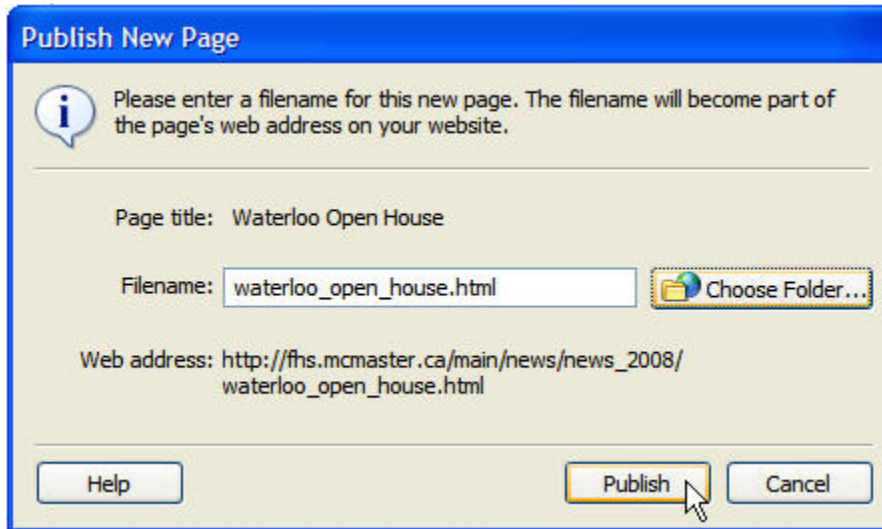 Publish New Page
Please enter a filename for this new page. The filename will become part of
the page's web address on your website.
Page title: Waterloo Open House
Filename: waterloo_open_house.html Choose Folder...
Web address: http://fhs.mcmaster.ca/main/news/news_2008/
waterloo_open_house.html
Help Publish Cancel